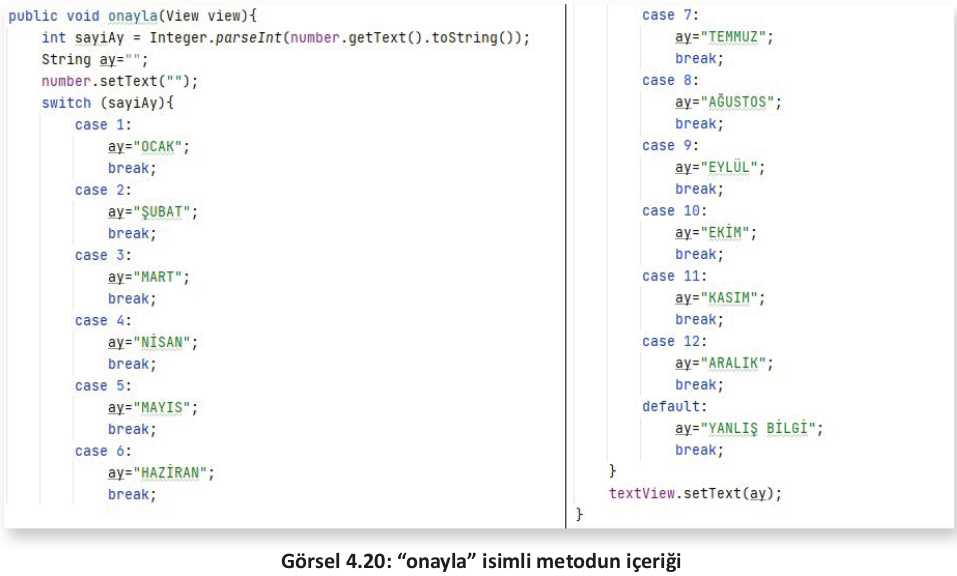 public void onayla(View view){
    int sayiAy = Integer.parseInt(number.getText().toString());
    String ay="";
    number.setText("");
    switch (sayiAy){
        case 1:
            ay="OCAK";
            break;
        case 2:
            ay="ŞUBAT";
            break;
        case 3:
            ay="MART";
            break;
        case 4:
            ay="NİSAN";
            break;
        case 5:
            ay="MAYIS";
            break;
        case 6:
            ay="HAZİRAN";
            break;
        case 7:
            ay="TEMMUZ";
            break;
        case 8:
            ay="AĞUSTOS";
            break;
        case 9:
            ay="EYLÜL";
            break;
        case 10:
            ay="EKİM";
            break;
        case 11:
            ay="KASIM";
            break;
        case 12:
            ay="ARALIK";
            break;
        default:
            ay="YANLIŞ BİLGİ";
            break;
    }
    textView.setText(ay);
}
Görsel 4.20: “onayla” isimli metodun içeriği